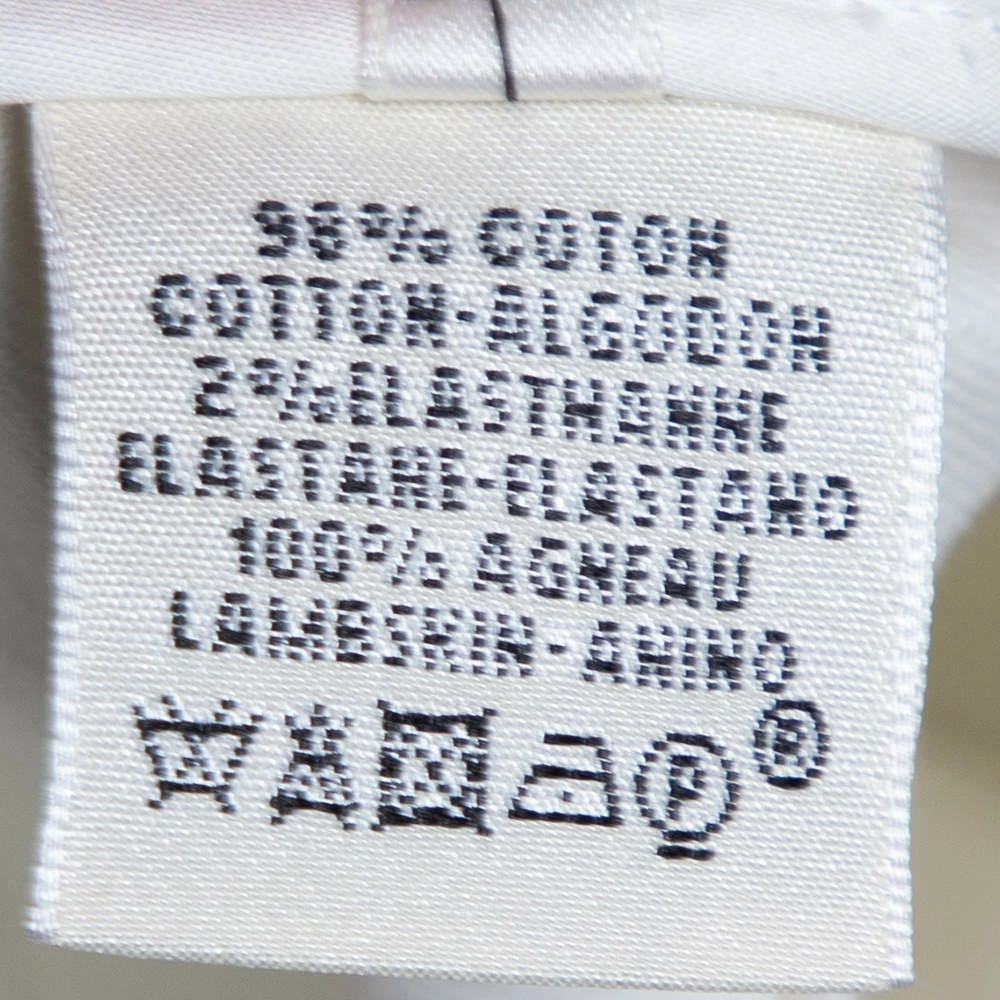 98% COTON
COTTON-ALGODON
2%ELASTHANNE
ELASTANE-ELASTANO
100% AGNEAU
LAMBSKIN-ANINO
P ®